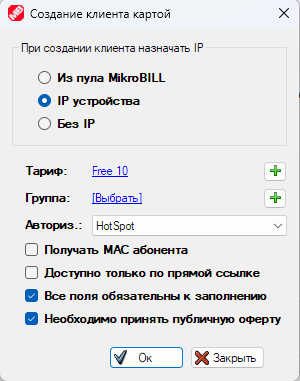 Создание клиента картой
При создании клиента назначать IP
Из пула MikroBILL
IP устройства
Без IP
Тариф: Free 10
Группа: [Выбрать]
Авториз.: HotSpot
Получать MAC абонента
Доступно только по прямой ссылке
Все поля обязательны к заполнению
Необходимо принять публичную оферту
Ок Закрыть